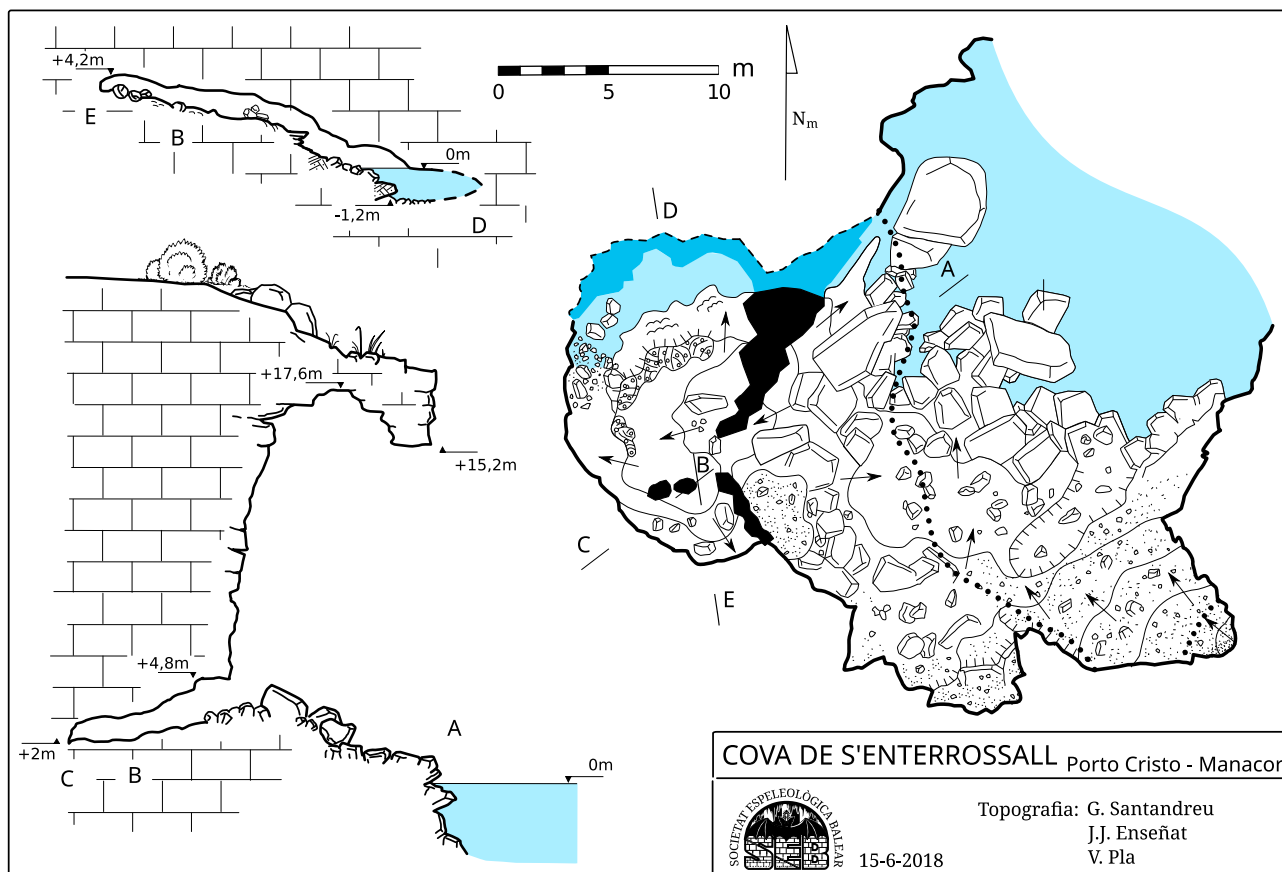 +4,2m
E
B
0m
-1,2m
D
0
5
10
m
Nm
+17,6m
+15,2m
+4,8m
+2m
C
B
A
0m
D
A
B
C
E
COVA DE S'ENTERROSSALL Porto Cristo - Manacor
SOCIETAT ESPELEOLÒGICA BALEAR
SEB
15-6-2018
Topografia: G. Santandreu
J.J. Enseñat
V. Pla